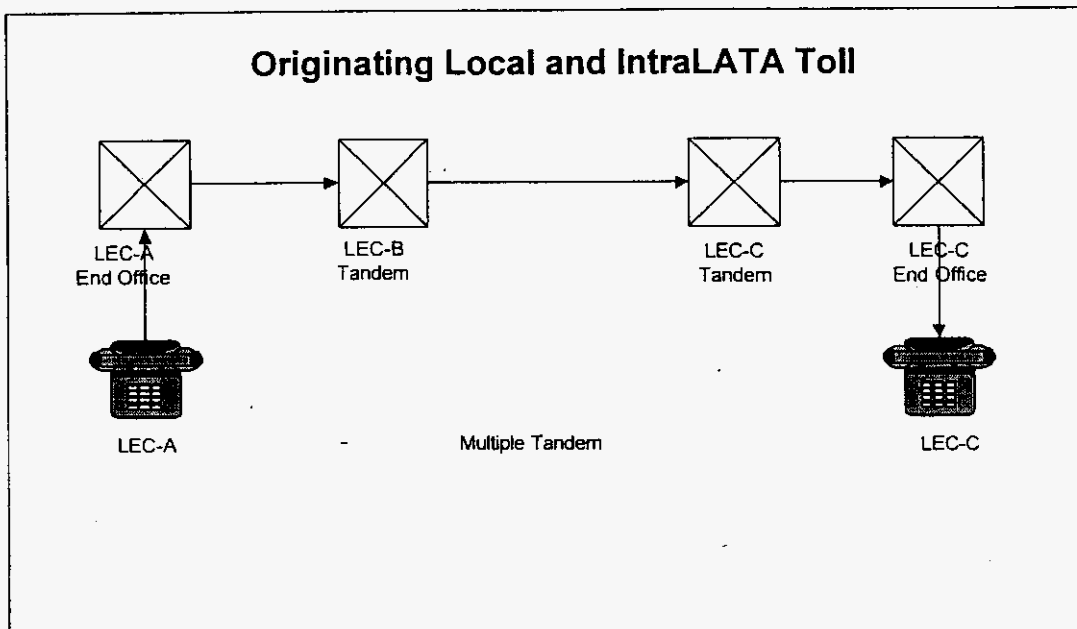 Originating Local and IntraLATA Toll
LEC-A
End Office
LEC-B
Tandem
LEC-C
Tandem
LEC-C
End Office
LEC-A
Multiple Tandem
LEC-C